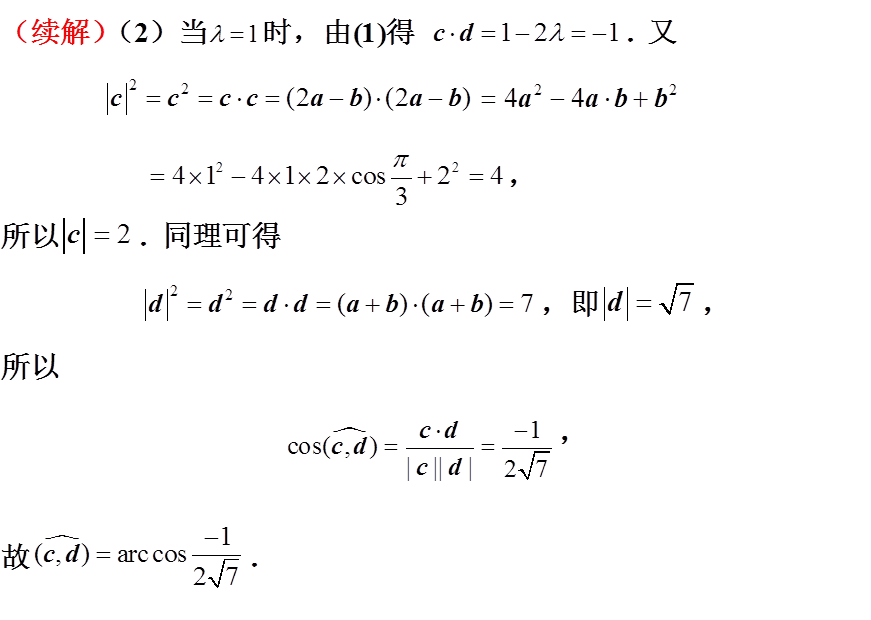 （续解）（2）当λ=1时，由(1)得 c·d=1−2λ=−1．又
|c|²=c²=c·c=(2a−b)·(2a−b)=4a²−4a·b+b²
=4×1²−4×1×2×cos π/3+2²=4，
所以|c|=2．同理可得
|d|²=d²=d·d=(a+b)·(a+b)=7，即|d|=√7，
所以
cos(c,d)=c·d/|c||d|=−1/2√7，
故(c,d)=arccos −1/2√7．